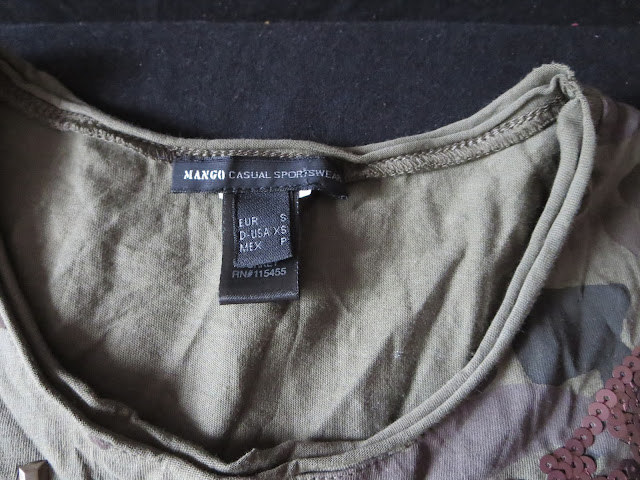 MANGO CASUAL SPORTSWEAR
EUR S
D-USA XS
MEX P
RN#115455